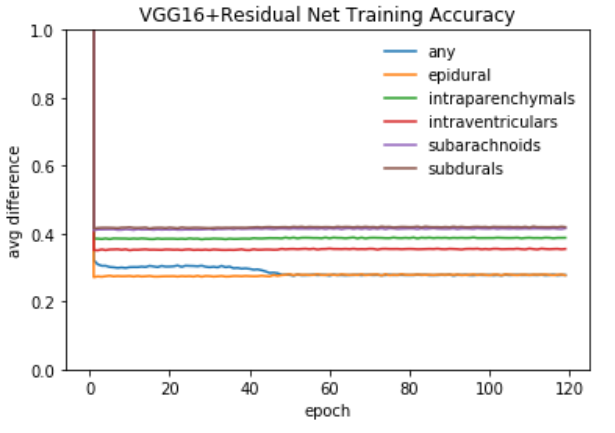 VGG16+Residual Net Training Accuracy
1.0
0.8
0.6
0.4
0.2
0.0
avg difference
any
epidural
intraparenchymals
intraventriculars
subarachnoids
subdurals
0 20 40 60 80 100 120
epoch